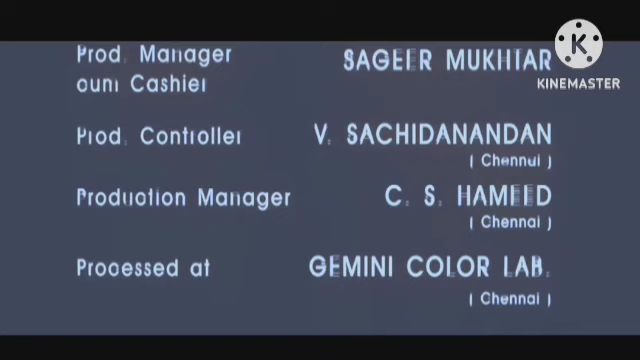 Prod. Manager SAGEER MUKHTAR
Cashier
Prod. Controller V. SACHIDANANDAN
( Chennai )
Production Manager C. S. HAMEED
( Chennai )
Processed at GEMINI COLOR LAB.
( Chennai )
K
KINEMASTER